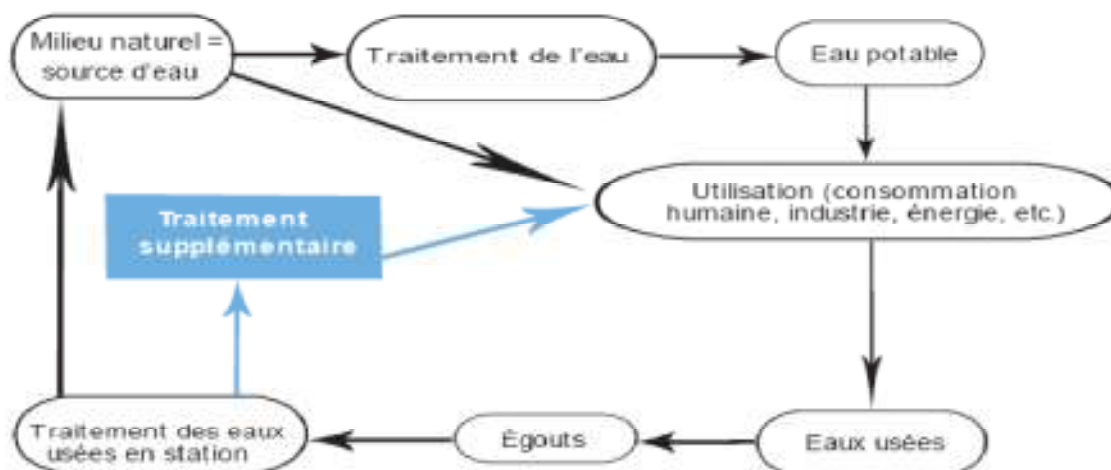 Milieu naturel =
source d'eau
Traitement de l'eau
Eau potable
Utilisation (consommation
humaine, industrie, énergie, etc.)
Traitement
supplémentaire
Traitement des eaux
usées en station
Égouts
Eaux usées